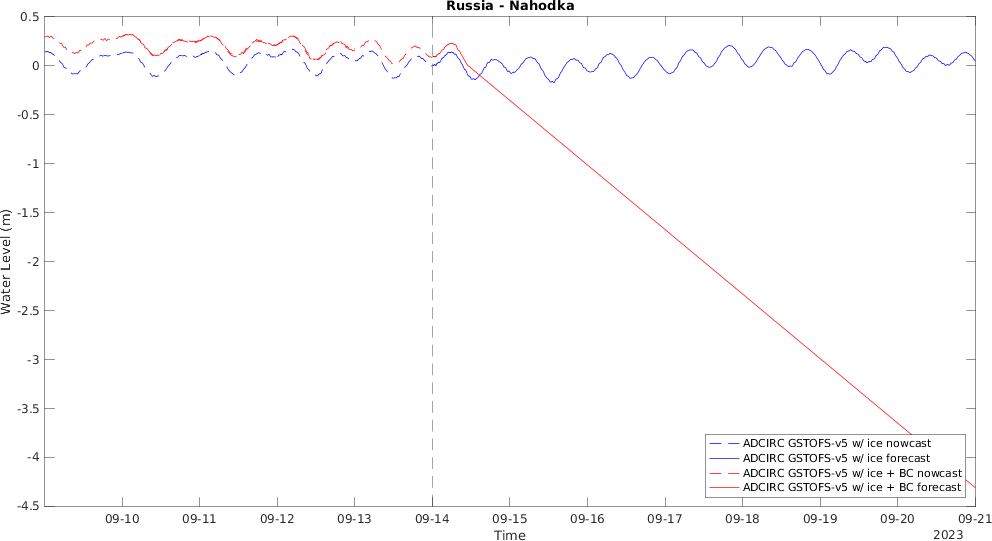 Russia - Nahodka
0.5
0
-0.5
-1
-1.5
-2
-2.5
-3
-3.5
-4
-4.5
Water Level (m)
ADCIRC GSTOFS-v5 w/ ice nowcast
ADCIRC GSTOFS-v5 w/ ice forecast
ADCIRC GSTOFS-v5 w/ ice + BC nowcast
ADCIRC GSTOFS-v5 w/ ice + BC forecast
09-10 09-11 09-12 09-13 09-14 09-15 09-16 09-17 09-18 09-19 09-20 09-21
Time
2023